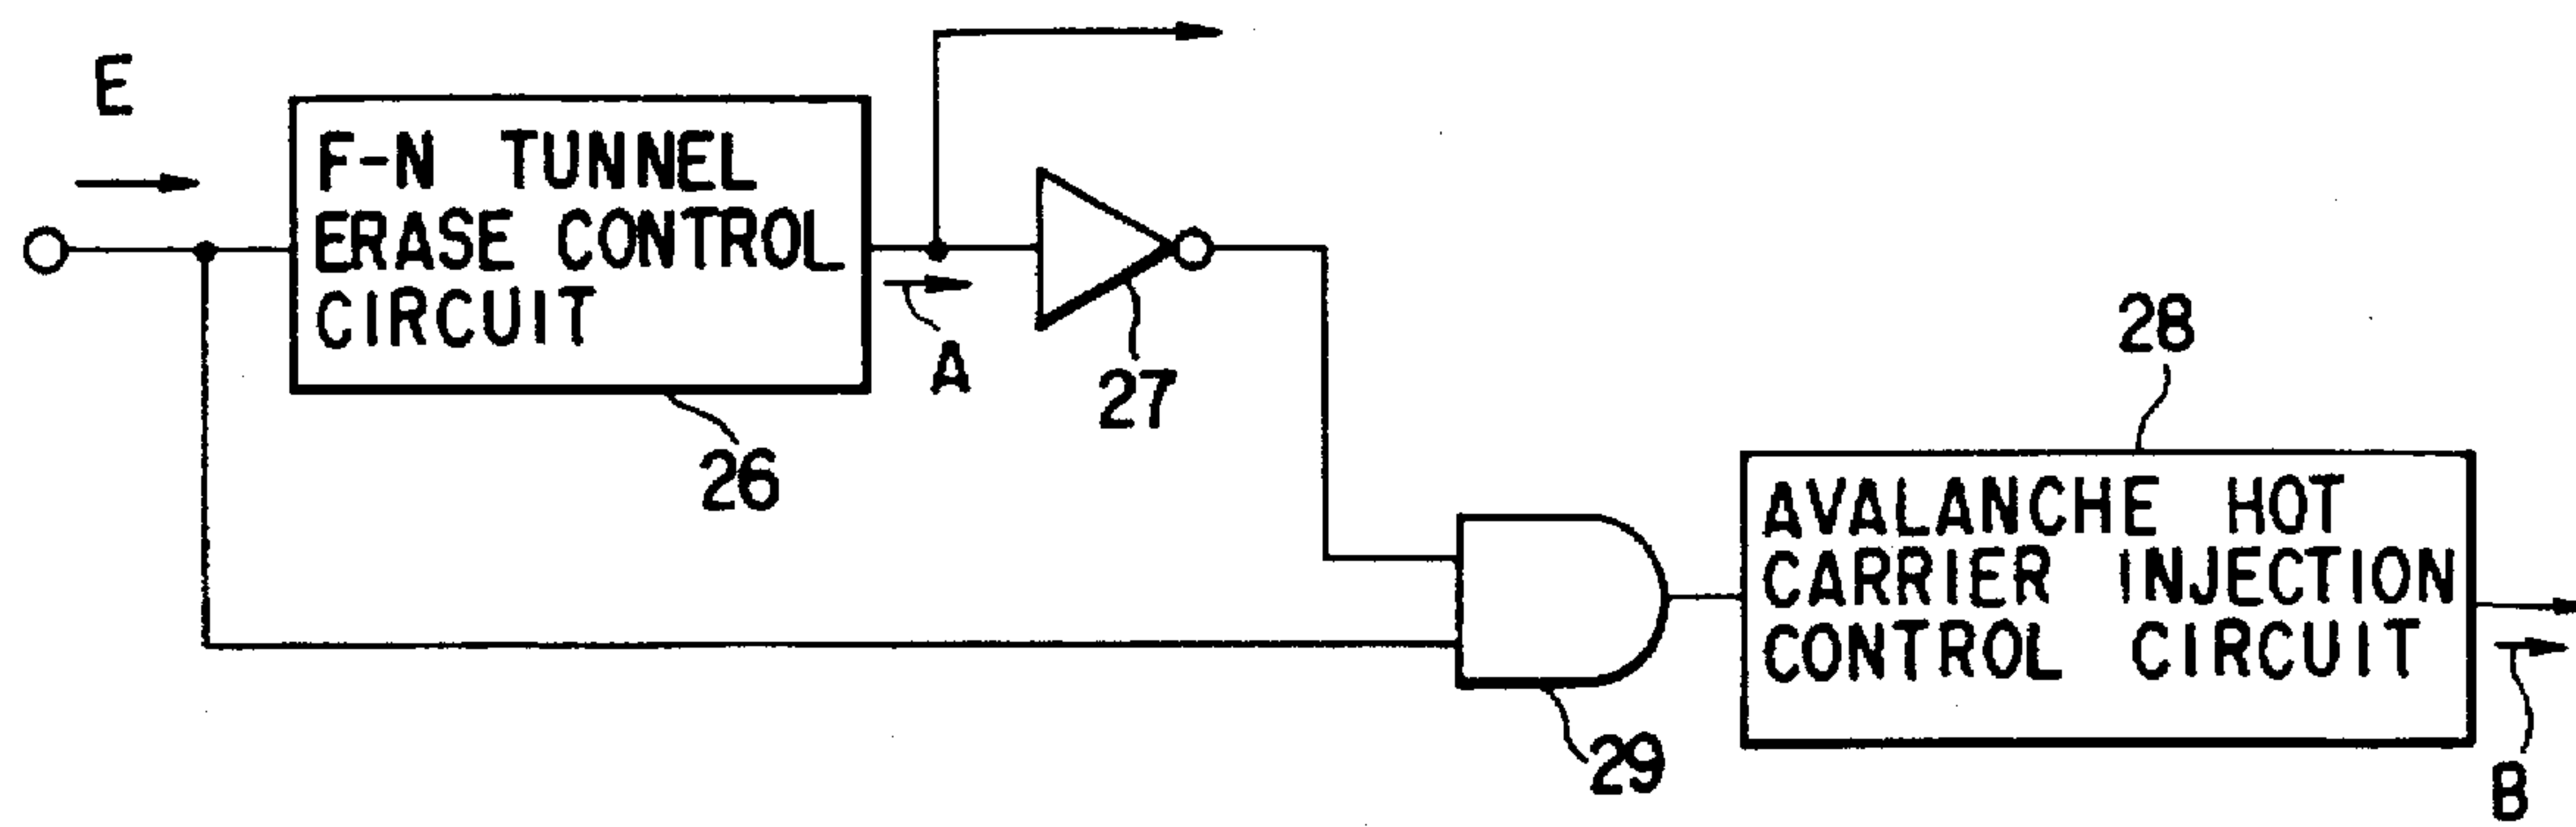 E
F-N TUNNEL
ERASE CONTROL
CIRCUIT
A
27
26
28
AVALANCHE HOT
CARRIER INJECTION
CONTROL CIRCUIT
29
B